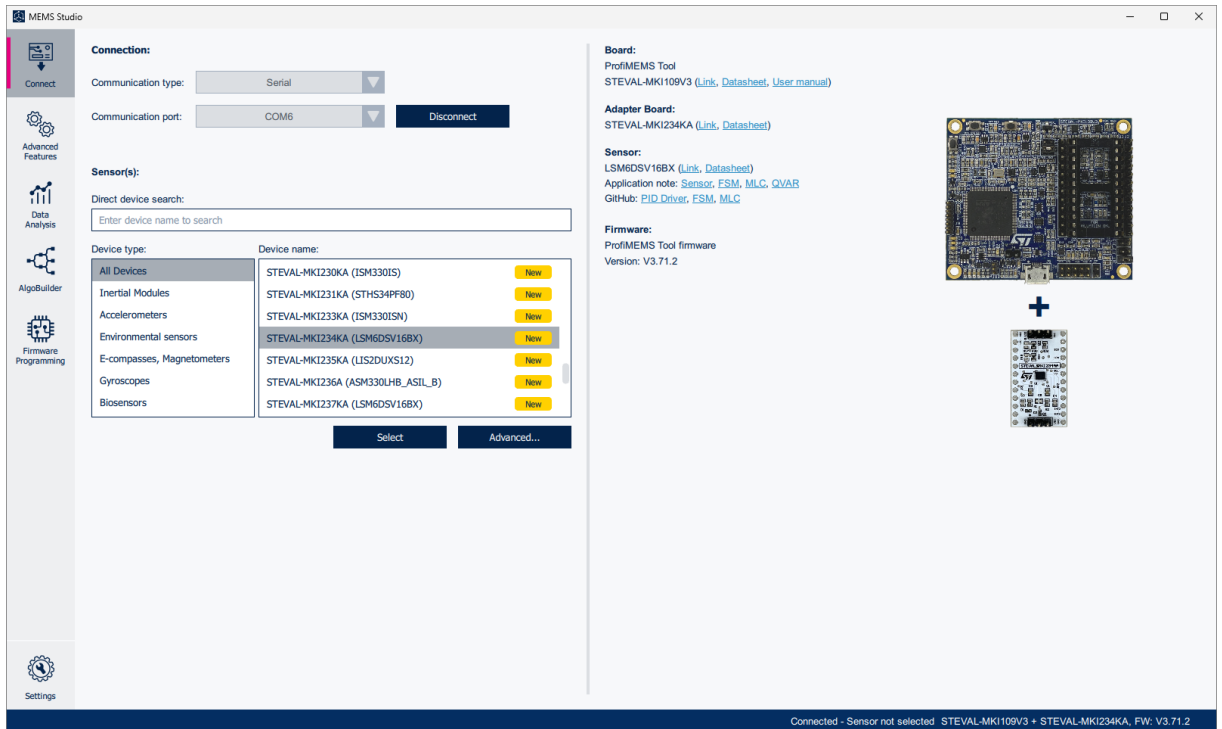 MEMS Studio
Connect
Advanced
Features
Data
Analysis
AlgoBuilder
Firmware
Programming
Settings
Connection:
Communication type:
Serial
Communication port:
COM6
Disconnect
Sensor(s):
Direct device search:
Enter device name to search
Device type:
All Devices
Inertial Modules
Accelerometers
Environmental sensors
E-compasses, Magnetometers
Gyroscopes
Biosensors
Device name:
STEVAL-MKI230KA (ISM330IS) New
STEVAL-MKI231KA (STHS34PF80) New
STEVAL-MKI233KA (ISM330ISN) New
STEVAL-MKI234KA (LSM6DSV16BX) New
STEVAL-MKI235KA (LIS2DUXS12) New
STEVAL-MKI236A (ASM330LHB_ASIL_B) New
STEVAL-MKI237KA (LSM6DSV16BX) New
Select
Advanced...
Board:
ProfiMEMS Tool
STEVAL-MKI109V3 (Link, Datasheet, User manual)
Adapter Board:
STEVAL-MKI234KA (Link, Datasheet)
Sensor:
LSM6DSV16BX (Link, Datasheet)
Application note: Sensor, FSM, MLC, QVAR
GitHub: PID Driver, FSM, MLC
Firmware:
ProfiMEMS Tool firmware
Version: V3.71.2
+
Connected - Sensor not selected STEVAL-MKI109V3 + STEVAL-MKI234KA, FW: V3.71.2